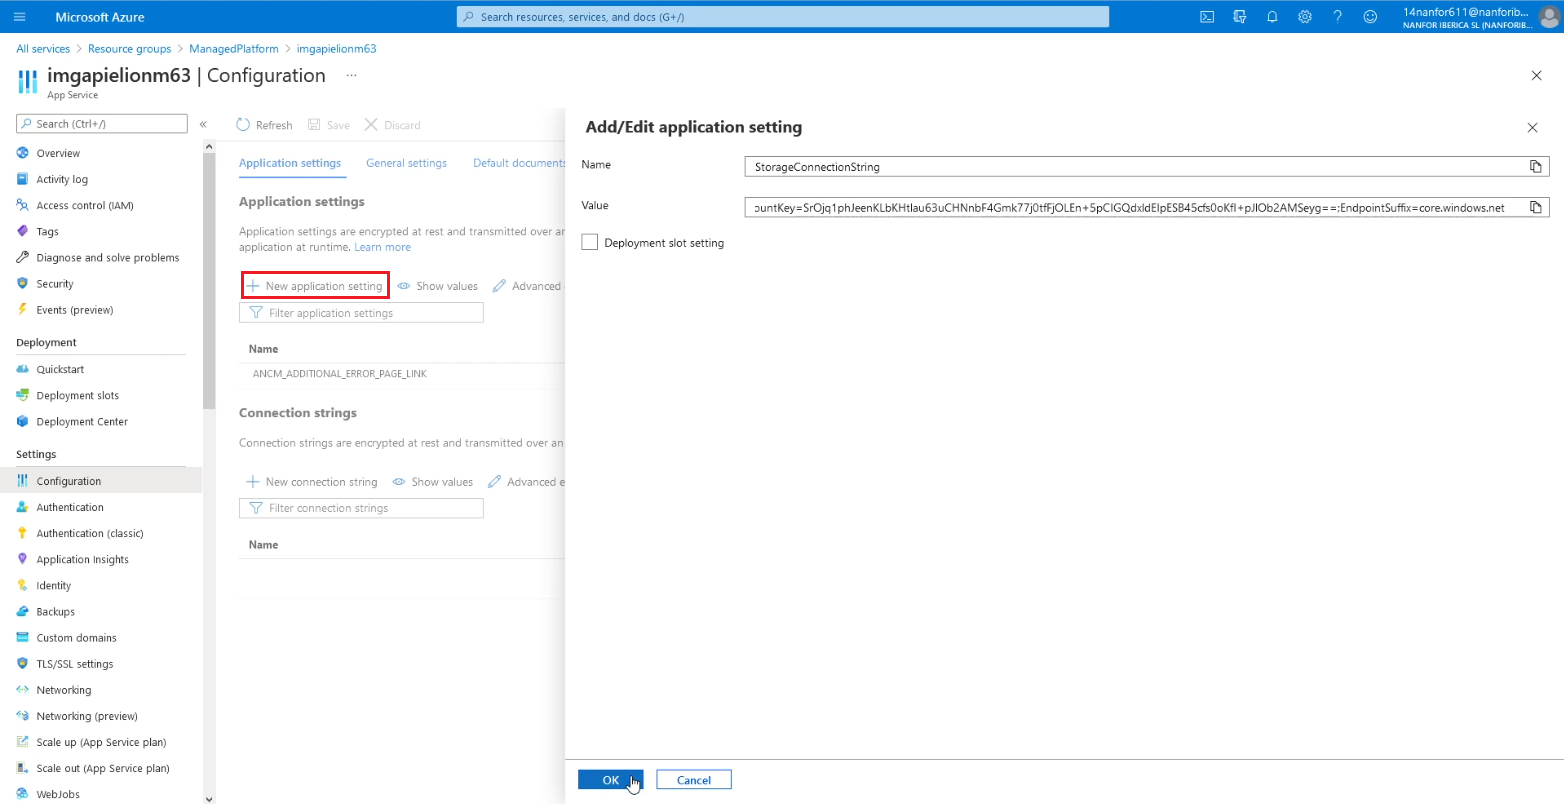 Microsoft Azure
Search resources, services, and docs (G+/)
14nanfor611@nanforib...
NANFOR IBERICA SL (NANFORIB...
All services > Resource groups > ManagedPlatform > imgapielionm63
imgapielionm63 | Configuration ...
App Service
Search (Ctrl+/)
«
Overview
Activity log
Access control (IAM)
Tags
Diagnose and solve problems
Security
Events (preview)
Deployment
Quickstart
Deployment slots
Deployment Center
Settings
Configuration
Authentication
Authentication (classic)
Application Insights
Identity
Backups
Custom domains
TLS/SSL settings
Networking
Networking (preview)
Scale up (App Service plan)
Scale out (App Service plan)
WebJobs
Refresh Save Discard
Application settings General settings Default documents
Application settings
Application settings are encrypted at rest and transmitted over an
application at runtime. Learn more
New application setting Show values Advanced
Filter application settings
Name
ANCM_ADDITIONAL_ERROR_PAGE_LINK
Connection strings
Connection strings are encrypted at rest and transmitted over an
New connection string Show values Advanced e
Filter connection strings
Name
Add/Edit application setting
Name
StorageConnectionString
Value
EndpointSuffix=core.windows.net
Deployment slot setting
OK Cancel